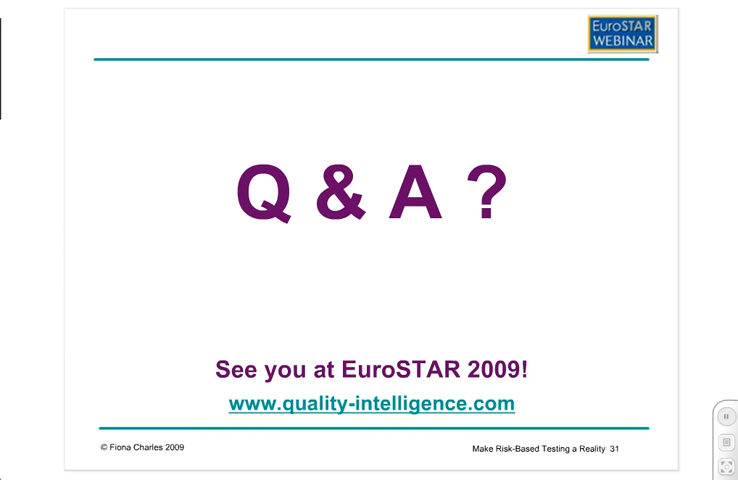 EuroSTAR
WEBINAR
Q & A ?
See you at EuroSTAR 2009!
www.quality-intelligence.com
© Fiona Charles 2009
Make Risk-Based Testing a Reality 31